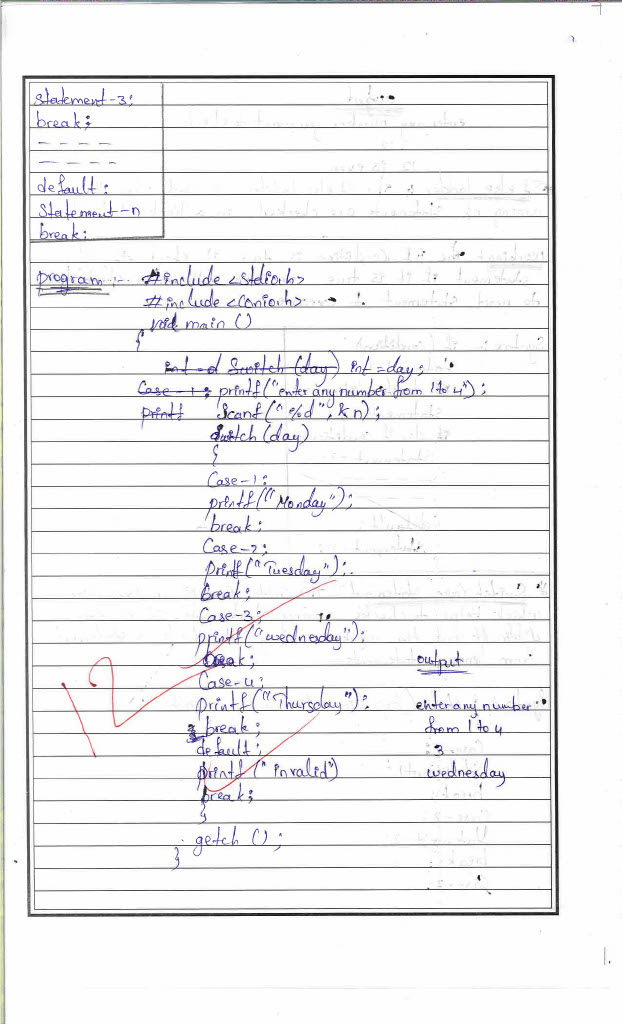 Statement-3;
break;
- - - -
- - - - -
default:
Statement-n
break:
program :- #include <stdio.h>
#include <conio.h>
void main ()
{
int d Switch (day) int =day;
Case-1: printf("enter any number from 1 to 4");
printf Scanf("%d", &n);
switch (day)
{
Case-1:
printf("Monday");
break;
Case-2;
printf("Tuesday");
break;
Case-3;
printf("wednesday");
break;
Case-4;
printf("Thursday");
break;
default;
printf("invalid")
break;
}
getch ();
}
output
enter any number
from 1 to 4
3
wednesday
12